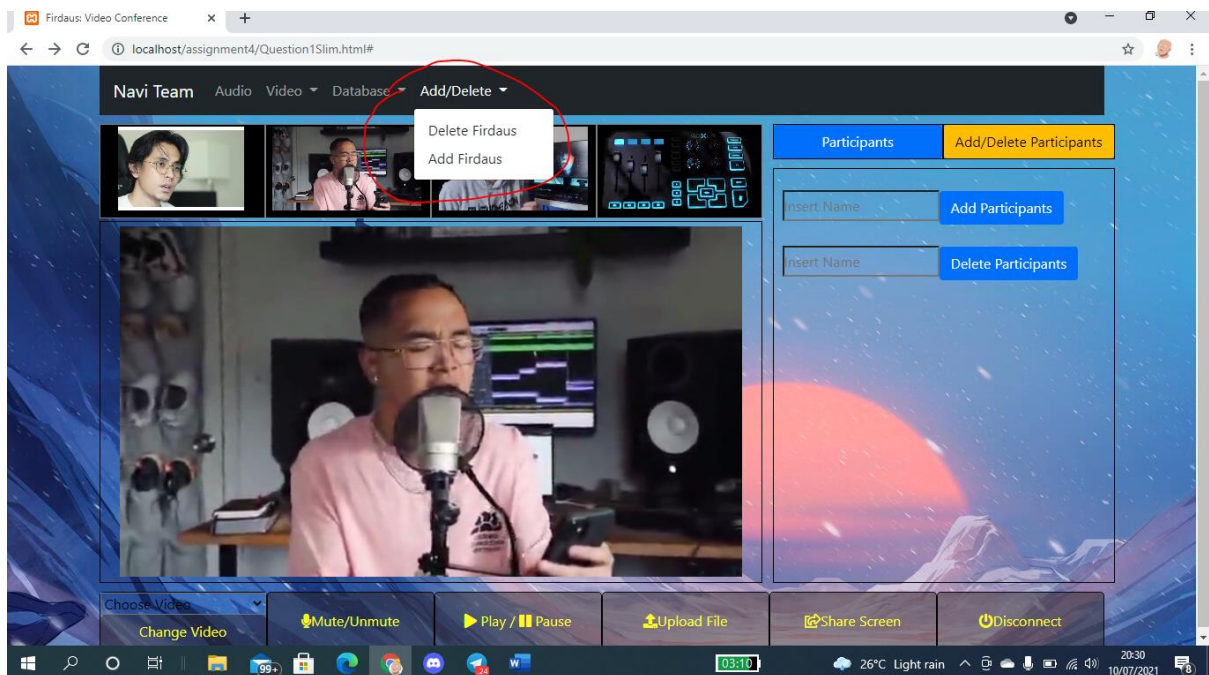 Firdaus: Video Conference
localhost/assignment4/Question1Slim.html#
Navi Team Audio Video Database Add/Delete
Delete Firdaus
Add Firdaus
Participants Add/Delete Participants
Insert Name Add Participants
Insert Name Delete Participants
Choose Video
Change Video
Mute/Unmute
Play / Pause
Upload File
Share Screen
Disconnect
99+
24
W
03:10
26°C Light rain
20:30
10/07/2021
8